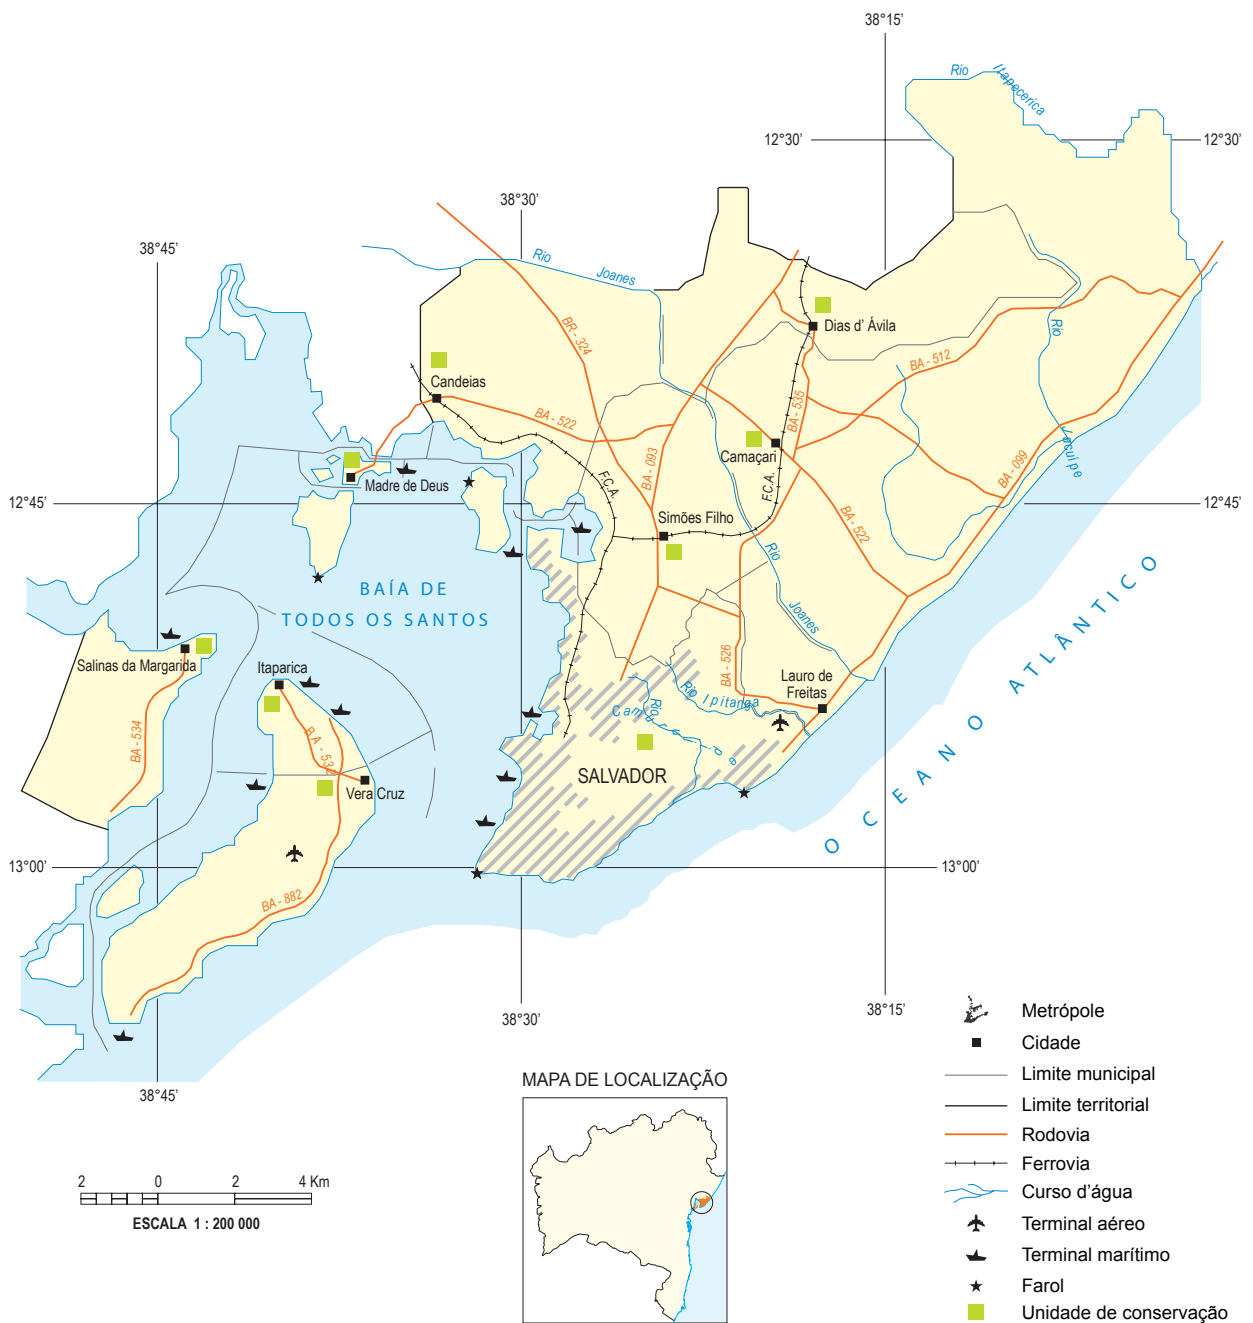 38°15'
Rio
Itapecerica
12°30'
12°30'
38°30'
38°45'
Rio
Joanes
BR - 324
Dias d' Ávila
Rio
BA - 512
Candeias
BA - 522
BA - 535
Camaçari
Jacuipe
BA - 093
F.C.A.
F.C.A.
BA - 099
Madre de Deus
12°45'
12°45'
Simões Filho
BA - 522
Rio
Joanes
BAÍA DE
TODOS OS SANTOS
OCEANO ATLÂNTICO
Salinas da Margarida
Itaparica
BA - 526
Lauro de
Freitas
Rio Ipitanga
Rio
Camurujipe
BA - 534
BA - 532
Vera Cruz
SALVADOR
13°00'
13°00'
BA - 882
38°30'
38°15'
38°45'
MAPA DE LOCALIZAÇÃO
2 0 2 4 Km
ESCALA 1 : 200 000
Metrópole
Cidade
Limite municipal
Limite territorial
Rodovia
Ferrovia
Curso d'água
Terminal aéreo
Terminal marítimo
Farol
Unidade de conservação